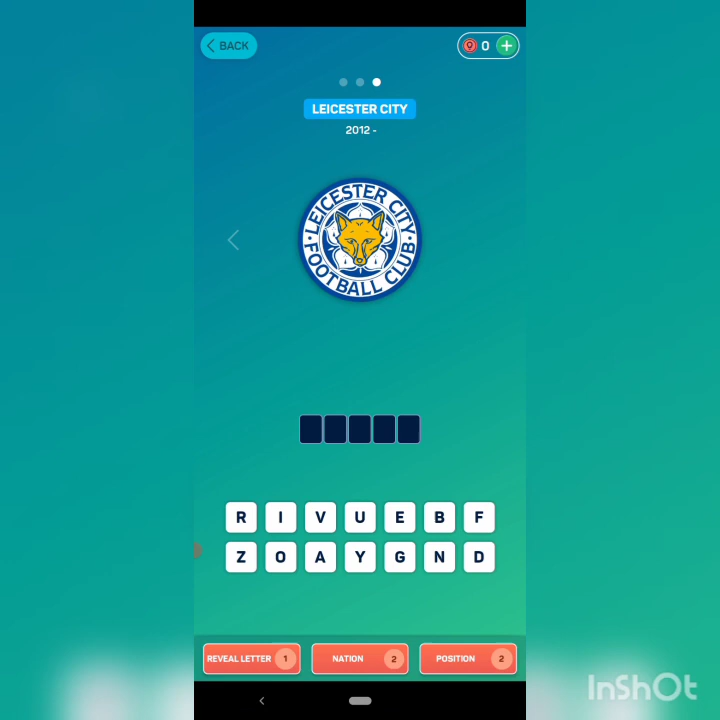 BACK
0 +
LEICESTER CITY
2012 -
LEICESTER CITY
FOOTBALL CLUB
R I V U E B F
Z O A Y G N D
REVEAL LETTER 1 NATION 2 POSITION 2
InShOt